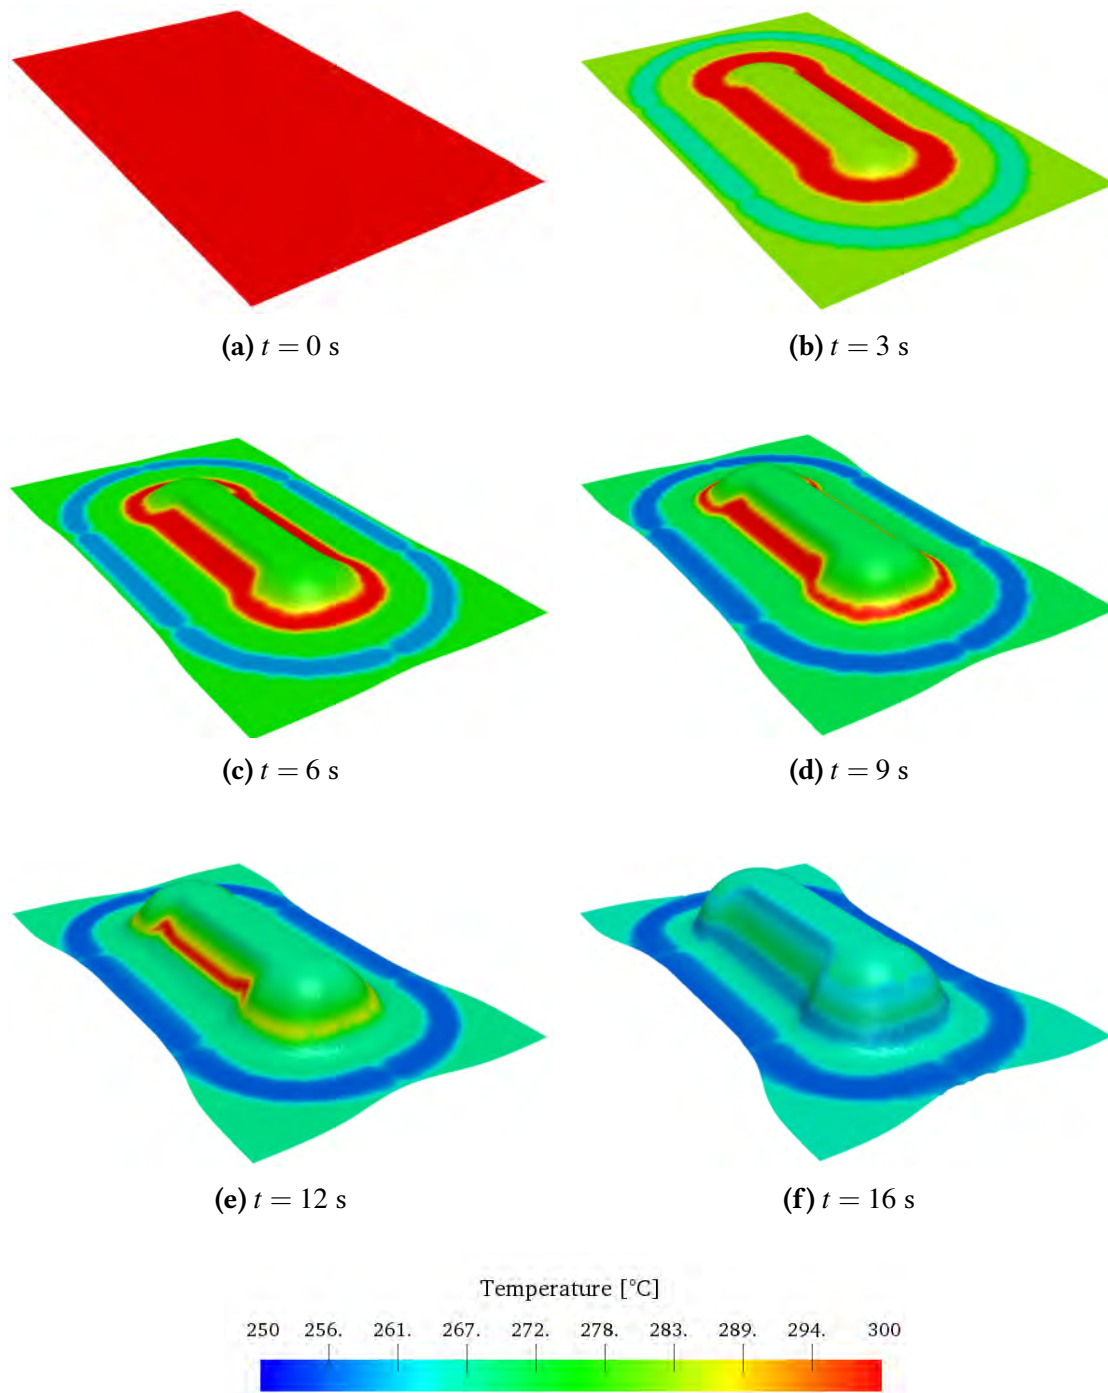 (a) t = 0 s
(b) t = 3 s
(c) t = 6 s
(d) t = 9 s
(e) t = 12 s
(f) t = 16 s
Temperature [°C]
250 256. 261. 267. 272. 278. 283. 289. 294. 300